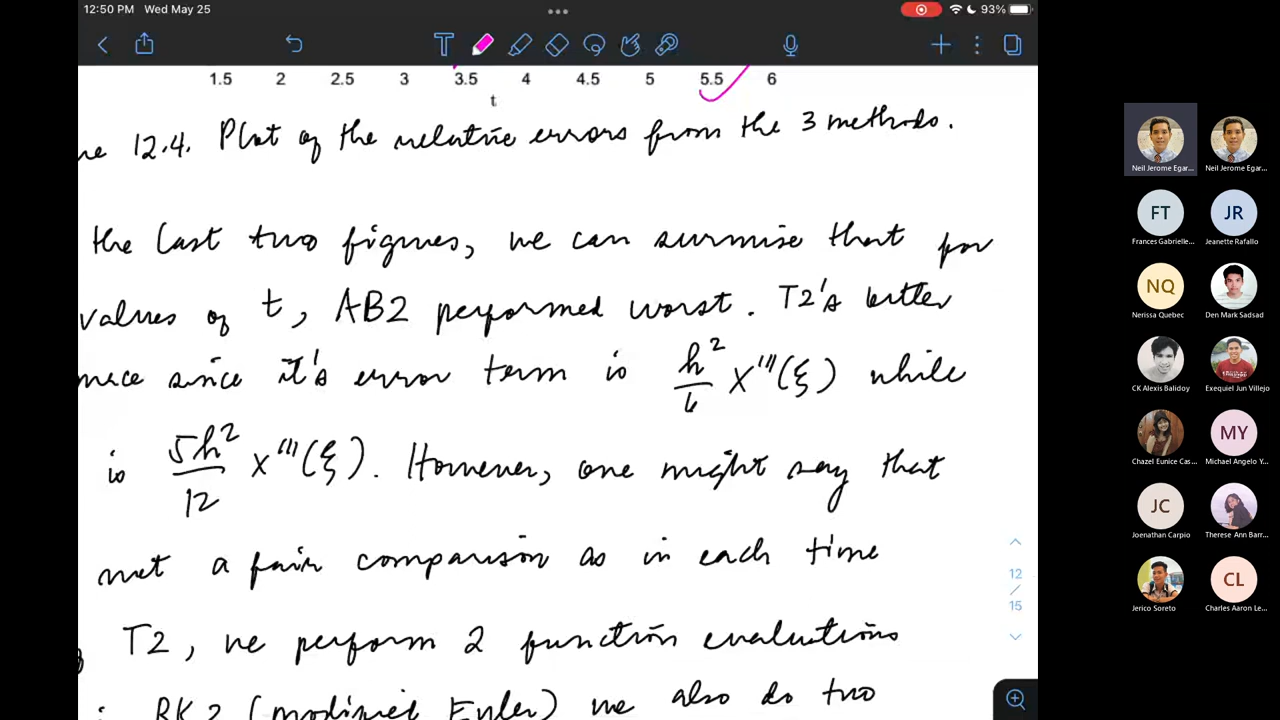 12:50 PM Wed May 25
93%
1.5 2 2.5 3 3.5 4 4.5 5 5.5 6
t
re 12.4. Plot of the relative errors from the 3 methods.
the last two figures, we can surmise that for
values of t, AB2 performed worst. T2's better
mace since it's error term is h²/6 x'''(ξ) while
is 5h²/12 x'''(ξ). However, one might say that
not a fair comparison as in each time
T2, we perform 2 function evaluations
RK2 (modified Euler) we also do two
12
/
15
Neil Jerome Egar... Neil Jerome Egar...
FT JR
Frances Gabrielle... Jeanette Rafallo
NQ
Nerissa Quebec Den Mark Sadsad
CK Alexis Balidoy Exequiel Jun Villejo
MY
Chazel Eunice Cas... Michael Angelo Y...
JC
Joenathan Carpio Therese Ann Barr...
CL
Jerico Soreto Charles Aaron Le...